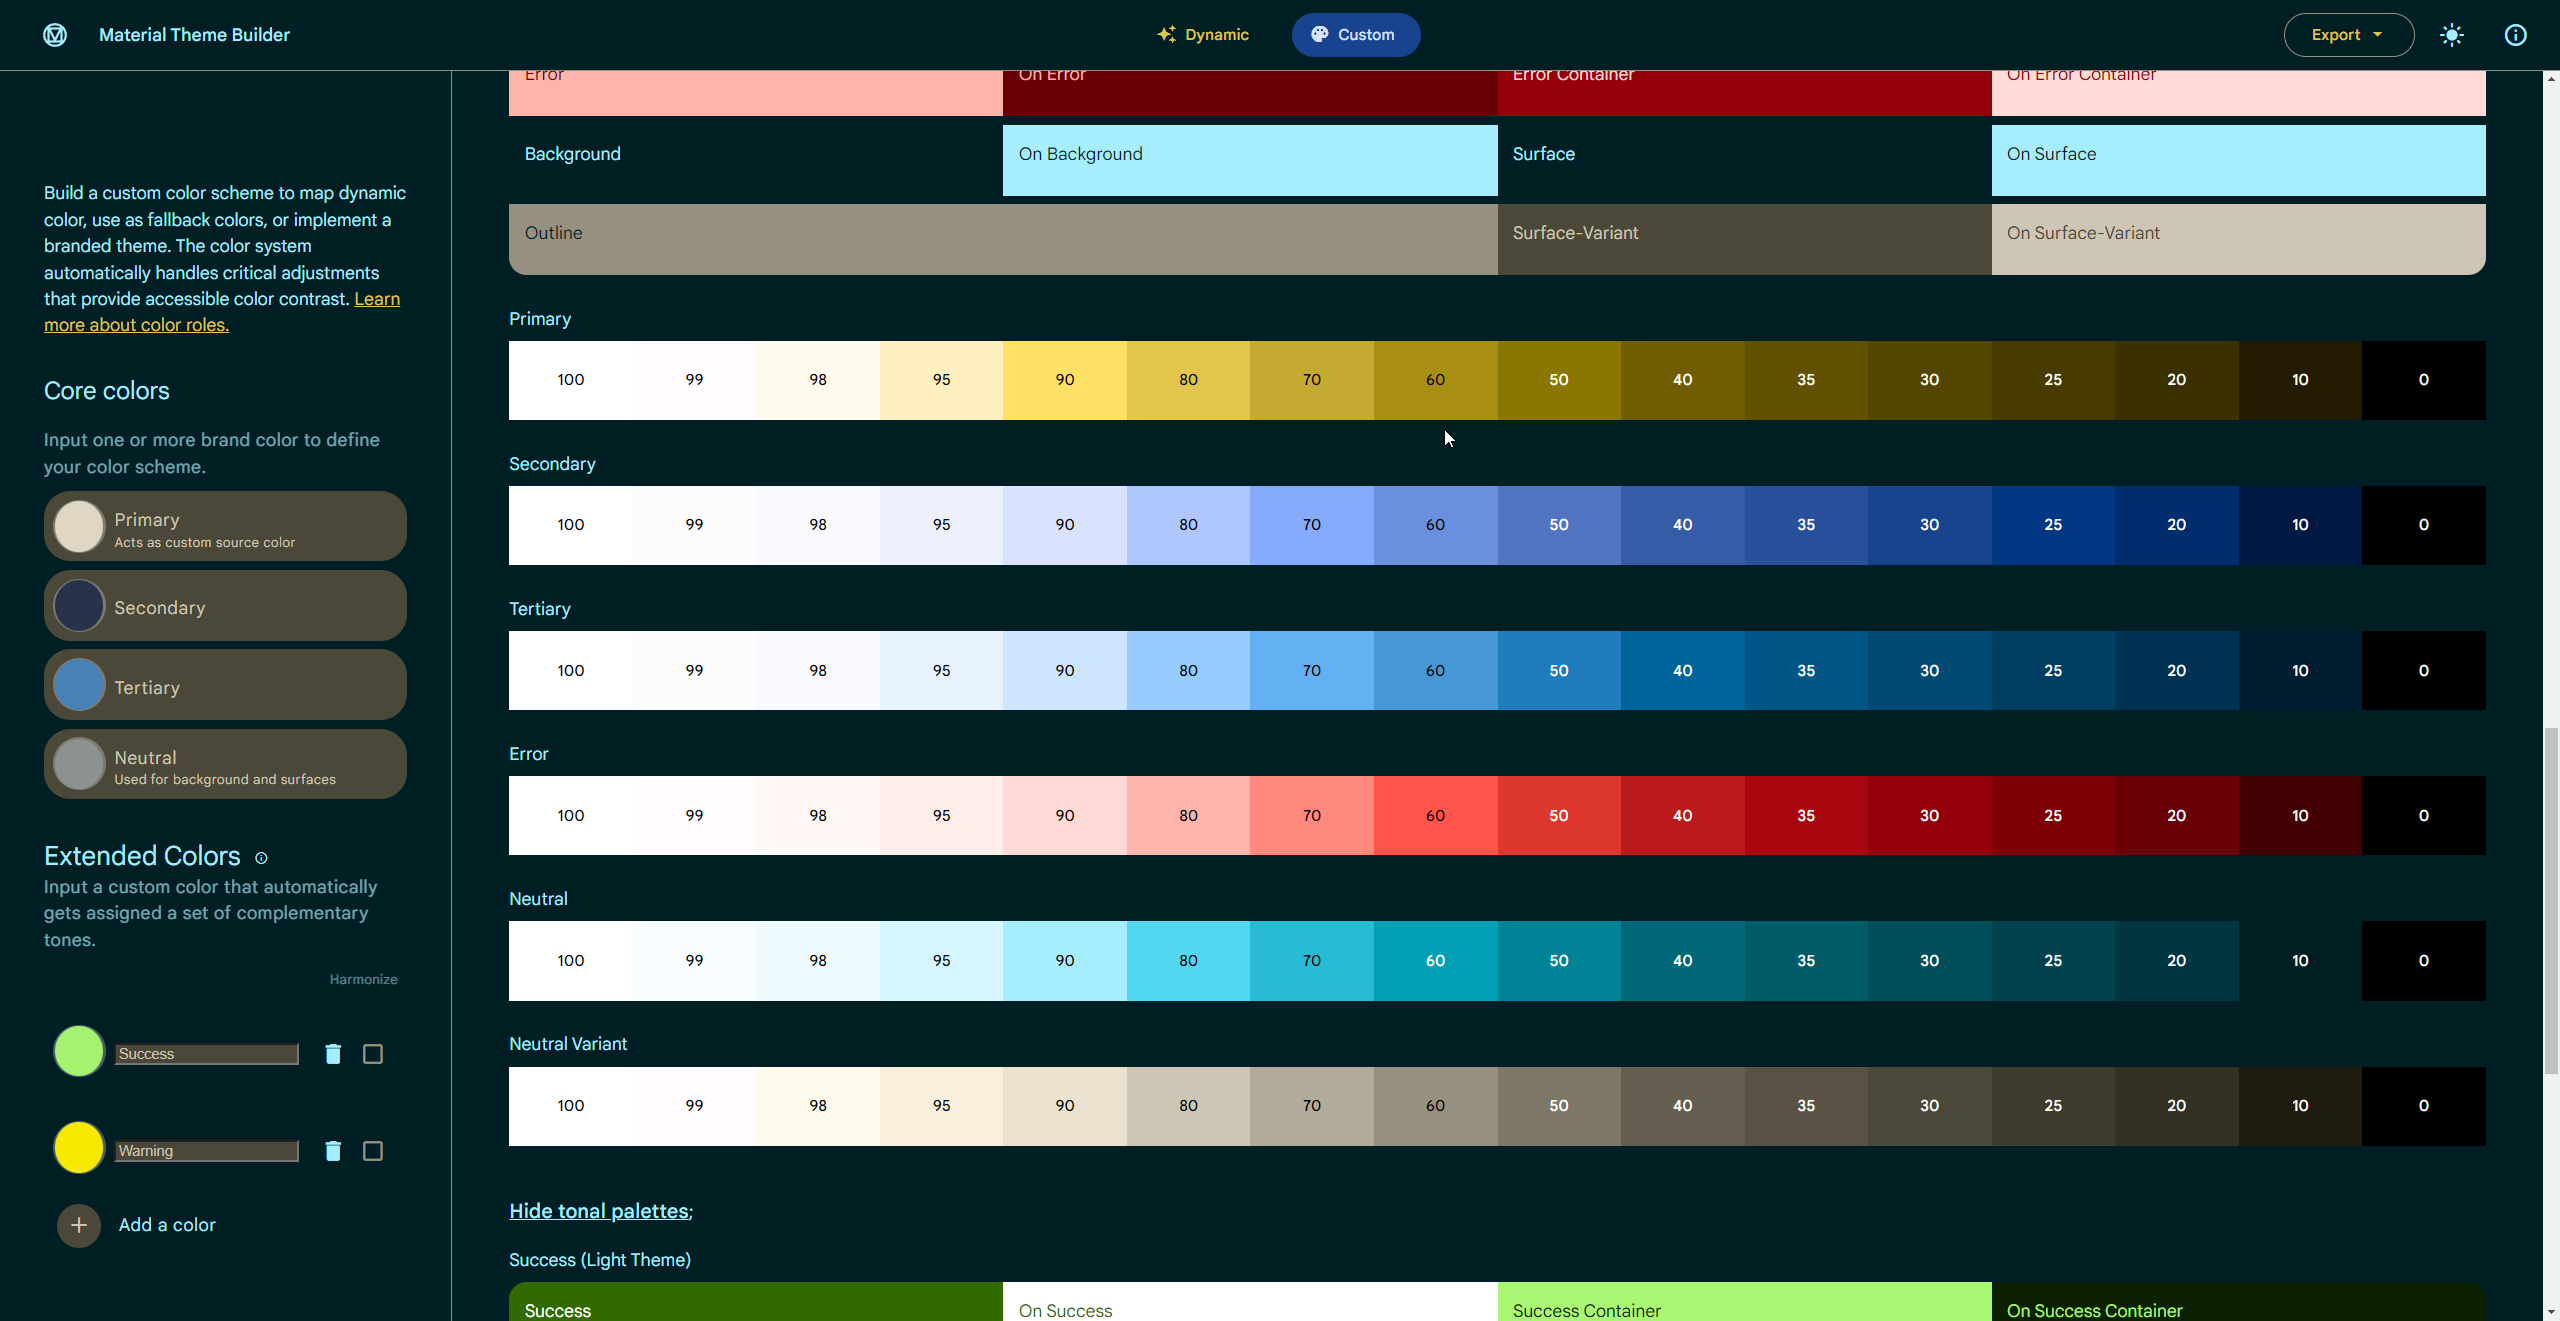 Material Theme Builder
Dynamic
Custom
Export
Build a custom color scheme to map dynamic
color, use as fallback colors, or implement a
branded theme. The color system
automatically handles critical adjustments
that provide accessible color contrast. Learn
more about color roles.
Core colors
Input one or more brand color to define
your color scheme.
Primary
Acts as custom source color
Secondary
Tertiary
Neutral
Used for background and surfaces
Extended Colors
Input a custom color that automatically
gets assigned a set of complementary
tones.
Harmonize
Success
Warning
Add a color
Error On Error Error Container On Error Container
Background On Background Surface On Surface
Outline Surface-Variant On Surface-Variant
Primary
100 99 98 95 90 80 70 60 50 40 35 30 25 20 10 0
Secondary
100 99 98 95 90 80 70 60 50 40 35 30 25 20 10 0
Tertiary
100 99 98 95 90 80 70 60 50 40 35 30 25 20 10 0
Error
100 99 98 95 90 80 70 60 50 40 35 30 25 20 10 0
Neutral
100 99 98 95 90 80 70 60 50 40 35 30 25 20 10 0
Neutral Variant
100 99 98 95 90 80 70 60 50 40 35 30 25 20 10 0
Hide tonal palettes;
Success (Light Theme)
Success On Success Success Container On Success Container